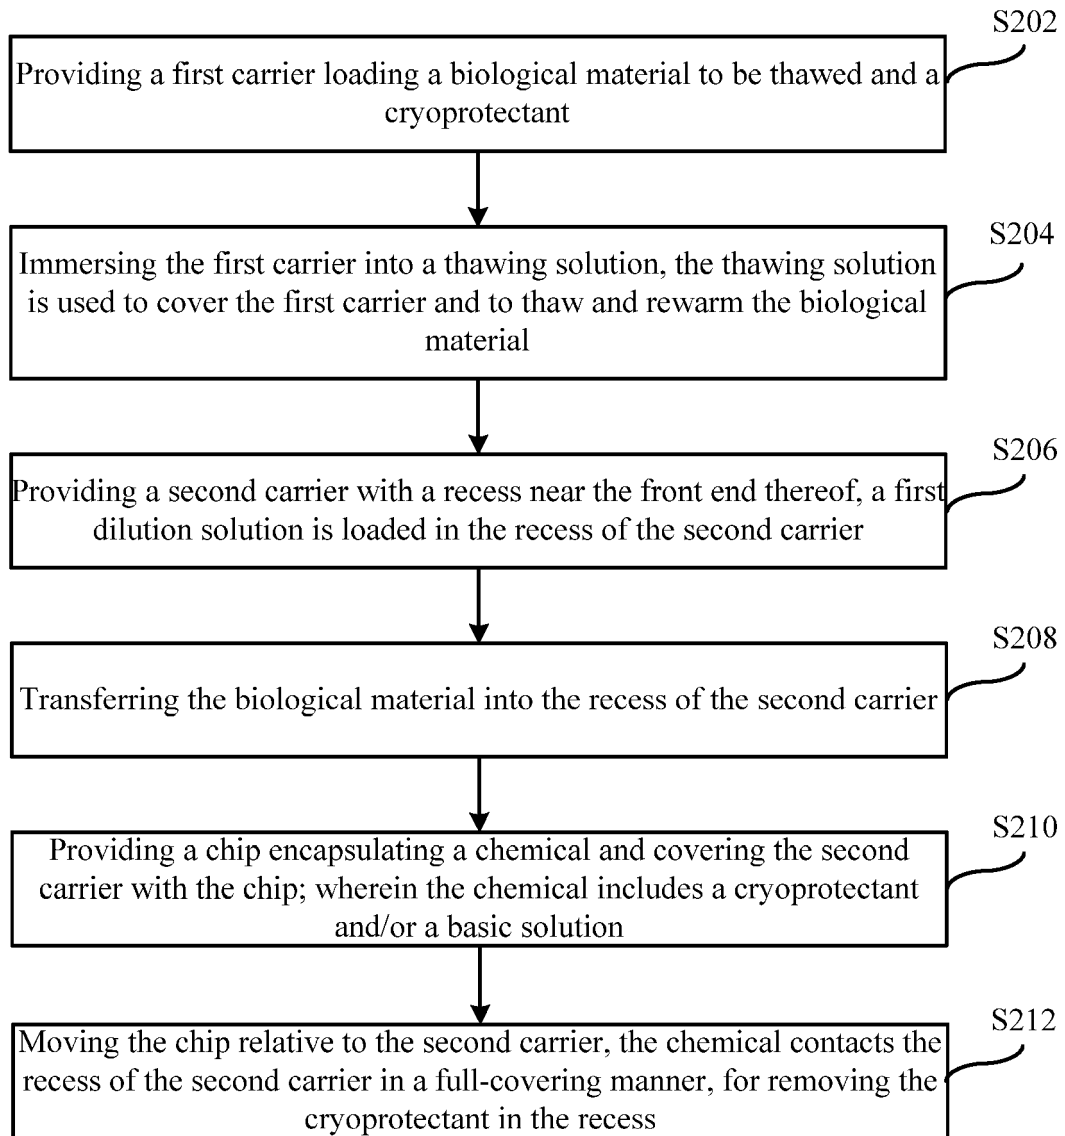 S202
Providing a first carrier loading a biological material to be thawed and a
cryoprotectant
S204
Immersing the first carrier into a thawing solution, the thawing solution
is used to cover the first carrier and to thaw and rewarm the biological
material
S206
Providing a second carrier with a recess near the front end thereof, a first
dilution solution is loaded in the recess of the second carrier
S208
Transferring the biological material into the recess of the second carrier
S210
Providing a chip encapsulating a chemical and covering the second
carrier with the chip; wherein the chemical includes a cryoprotectant
and/or a basic solution
S212
Moving the chip relative to the second carrier, the chemical contacts the
recess of the second carrier in a full-covering manner, for removing the
cryoprotectant in the recess